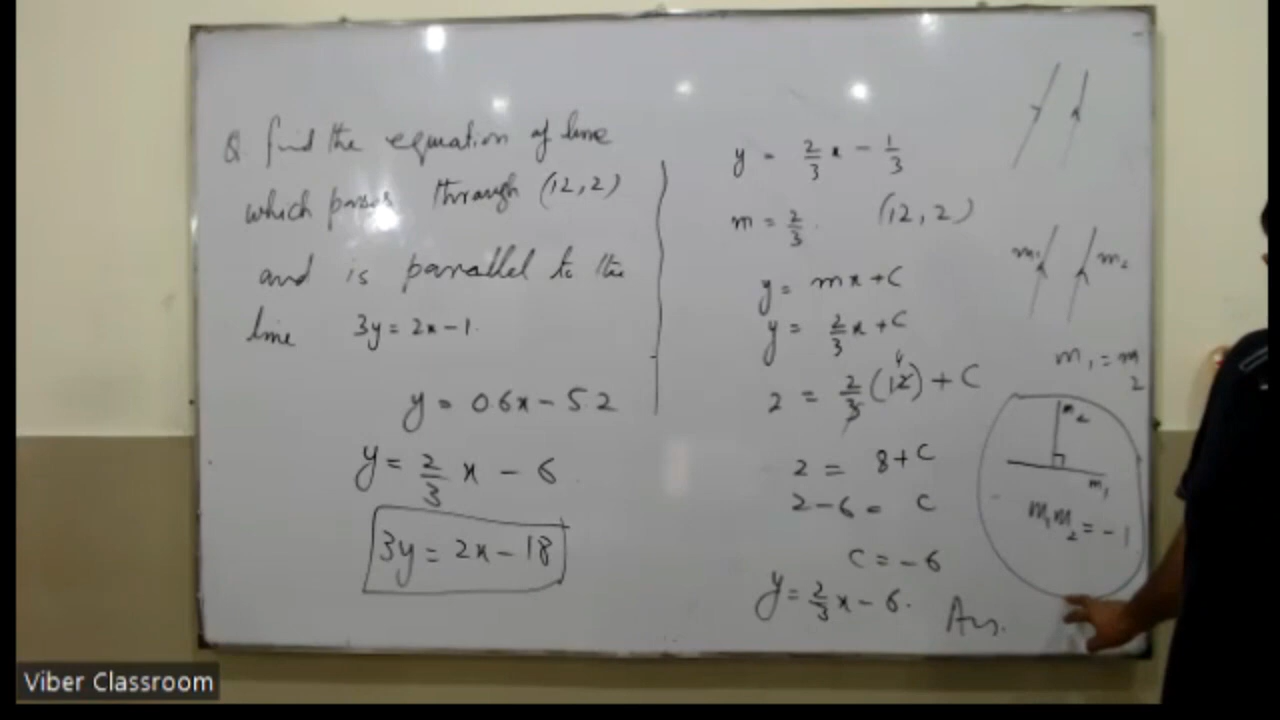 Q. find the equation of line
which passes through (12,2)
and is parallel to the
line 3y = 2x - 1.
y = 0.6x - 5.2
y = 2/3 x - 6
3y = 2x - 18
y = 2/3 x - 1/3
m = 2/3. (12, 2)
y = mx + C
y = 2/3 x + C
4
2 = 2/3 (12) + C
2 = 8 + C
2 - 6 = C
C = -6
y = 2/3 x - 6. Ans.
m₁ m₂
m₁ = m₂
m₂
m₁
m₁m₂ = -1
Viber Classroom